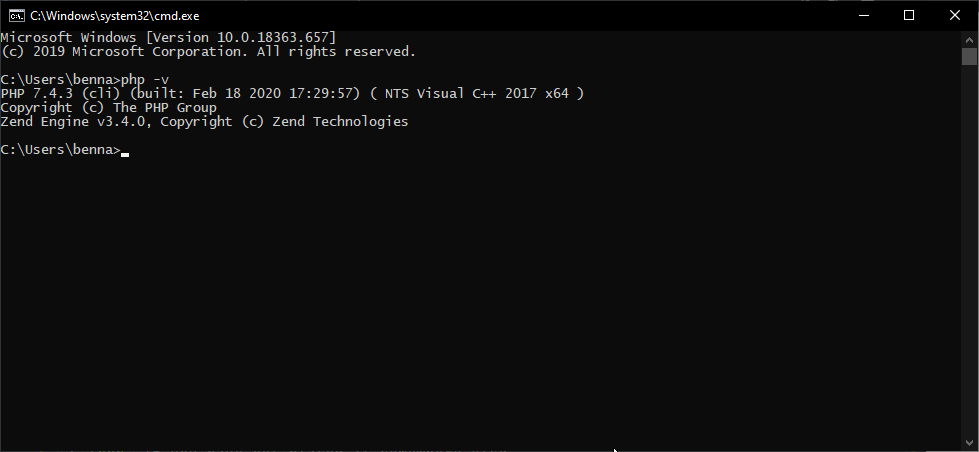 C:\Windows\system32\cmd.exe
Microsoft Windows [Version 10.0.18363.657]
(c) 2019 Microsoft Corporation. All rights reserved.
C:\Users\benna>php -v
PHP 7.4.3 (cli) (built: Feb 18 2020 17:29:57) ( NTS Visual C++ 2017 x64 )
Copyright (c) The PHP Group
Zend Engine v3.4.0, Copyright (c) Zend Technologies
C:\Users\benna>